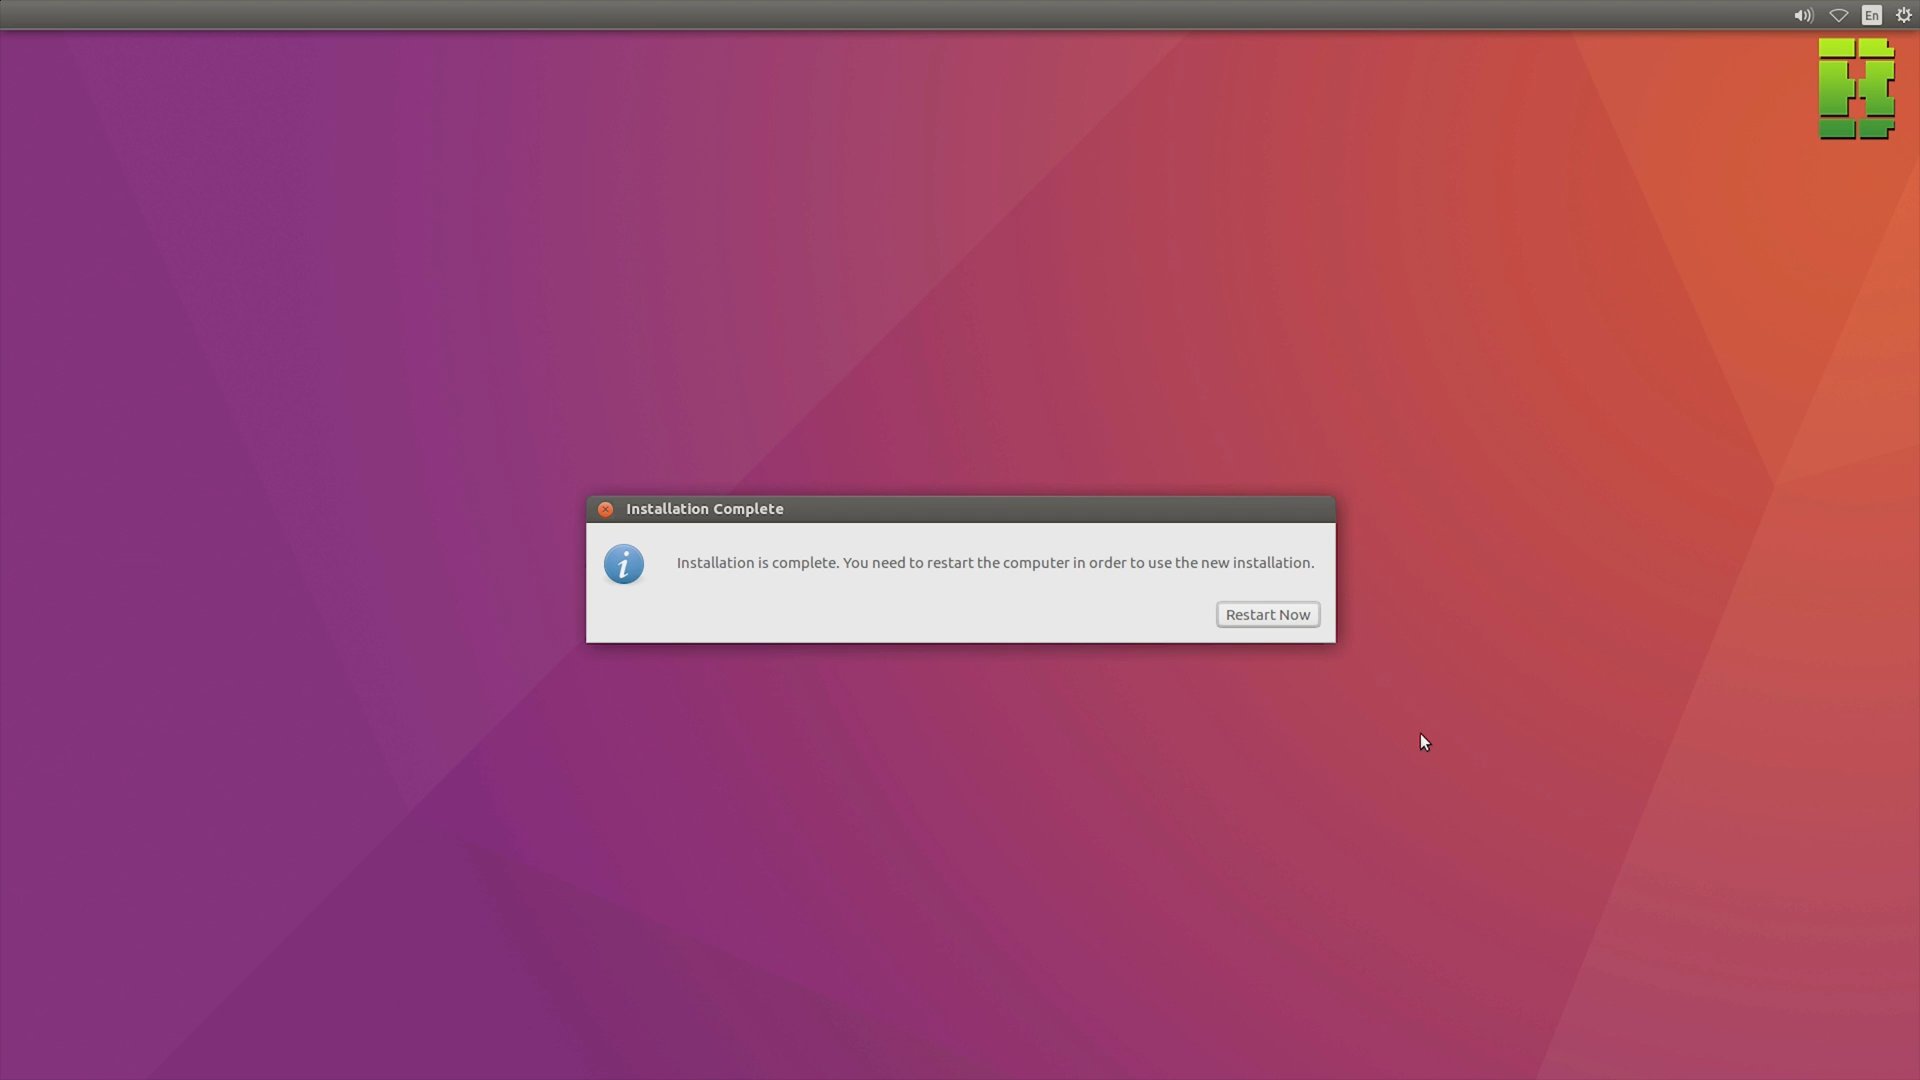 En
Installation Complete
Installation is complete. You need to restart the computer in order to use the new installation.
Restart Now